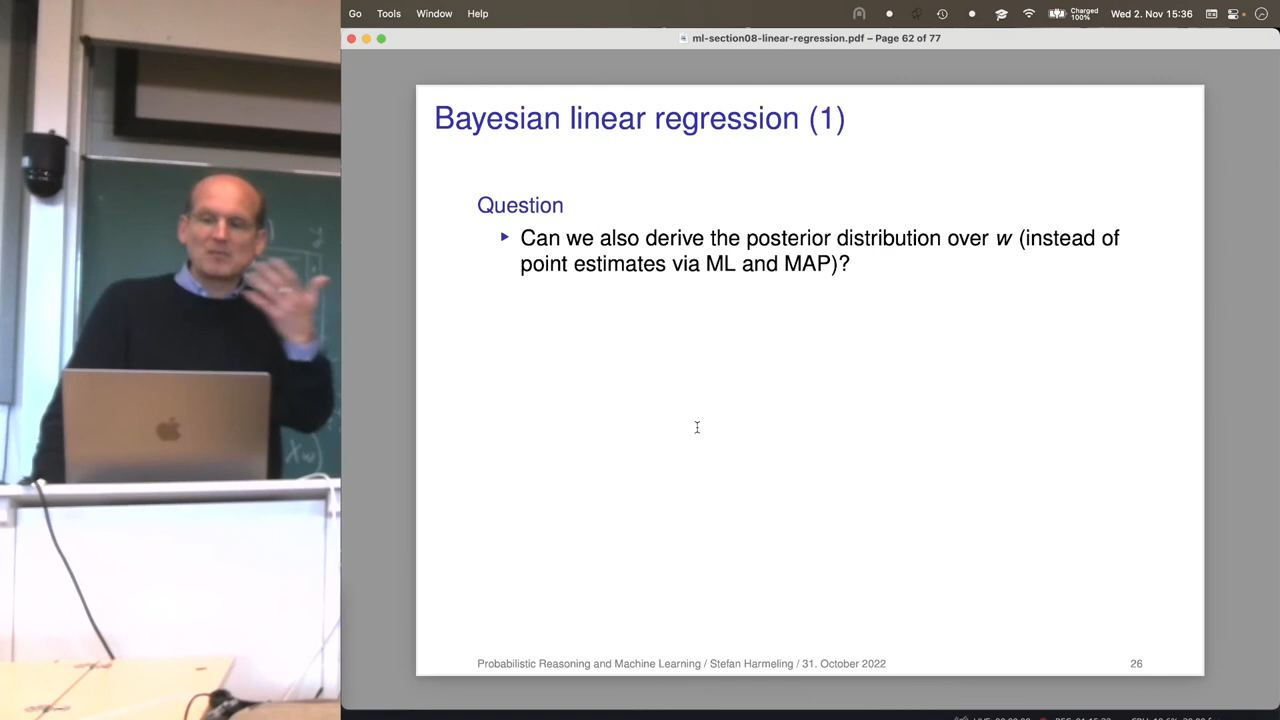 Go Tools Window Help
Charged
100%
Wed 2. Nov 15:36
ml-section08-linear-regression.pdf – Page 62 of 77
Bayesian linear regression (1)
Question
Can we also derive the posterior distribution over w (instead of
point estimates via ML and MAP)?
Probabilistic Reasoning and Machine Learning / Stefan Harmeling / 31. October 2022
26